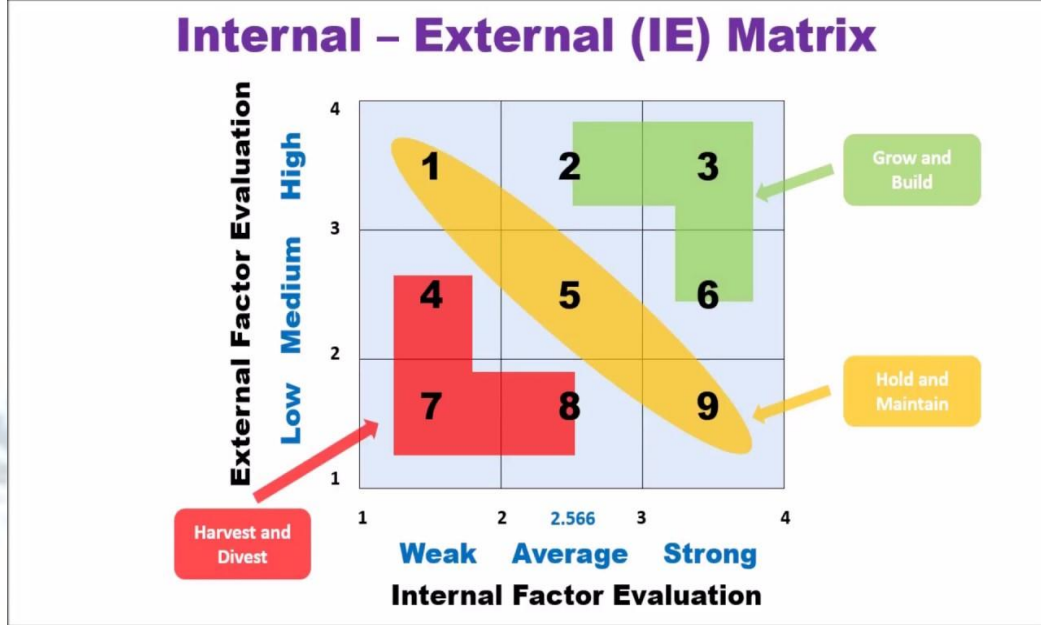 Internal – External (IE) Matrix
External Factor Evaluation
Low Medium High
4
3
2
1
1 2 3
4 5 6
7 8 9
Grow and
Build
Hold and
Maintain
Harvest and
Divest
1 2 2.566 3 4
Weak Average Strong
Internal Factor Evaluation